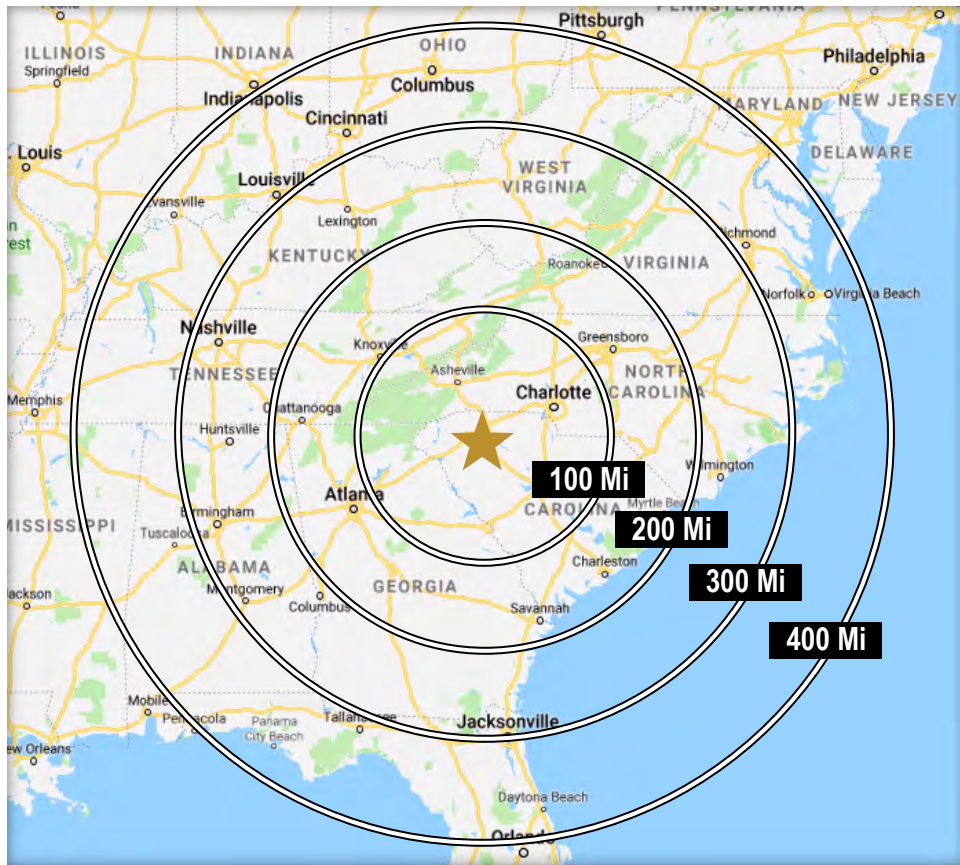 Pittsburgh
PENNSYLVANIA
ILLINOIS
INDIANA
OHIO
Philadelphia
Springfield
Columbus
Indianapolis
MARYLAND
NEW JERSEY
Cincinnati
. Louis
DELAWARE
WEST
VIRGINIA
Louisville
Evansville
Lexington
Richmond
KENTUCKY
Roanoke
VIRGINIA
Norfolk
Virginia Beach
Nashville
Knoxville
Greensboro
TENNESSEE
Asheville
NORTH
CAROLINA
Charlotte
Memphis
Chattanooga
Huntsville
Wilmington
100 Mi
Atlanta
CAROLINA
Myrtle Beach
MISSISSIPPI
Birmingham
200 Mi
Tuscaloosa
Charleston
ALABAMA
300 Mi
GEORGIA
Montgomery
Columbus
Savannah
Jackson
400 Mi
Mobile
Pensacola
Panama
City Beach
Tallahassee
Jacksonville
ew Orleans
Daytona Beach
Orlando